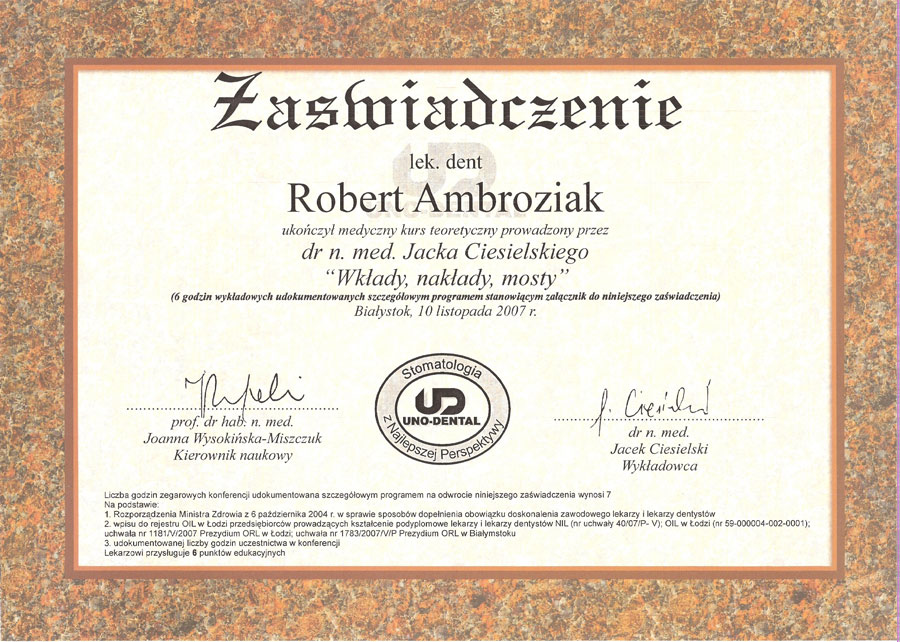 Zaświadczenie
lek. dent
Robert Ambroziak
ukończył medyczny kurs teoretyczny prowadzony przez
dr n. med. Jacka Ciesielskiego
“Wkłady, nakłady, mosty”
(6 godzin wykładowych udokumentowanych szczegółowym programem stanowiącym załącznik do niniejszego zaświadczenia)
Białystok, 10 listopada 2007 r.
prof. dr hab. n. med.
Joanna Wysokińska-Miszczuk
Kierownik naukowy
Stomatologia
UD
UNO-DENTAL
z Najlepszej Perspektywy
dr n. med.
Jacek Ciesielski
Wykładowca
Liczba godzin zegarowych konferencji udokumentowana szczegółowym programem na odwrocie niniejszego zaświadczenia wynosi 7
Na podstawie:
1. Rozporządzenia Ministra Zdrowia z 6 października 2004 r. w sprawie sposobów dopełnienia obowiązku doskonalenia zawodowego lekarzy i lekarzy dentystów
2. wpisu do rejestru OIL w Łodzi przedsiębiorców prowadzących kształcenie podyplomowe lekarzy i lekarzy dentystów NIL (nr uchwały 40/07/P- V); OIL w Łodzi (nr 59-000004-002-0001);
uchwała nr 1181/V/2007 Prezydium ORL w Łodzi; uchwała nr 1783/2007/V/P Prezydium ORL w Białymstoku
3. udokumentowanej liczby godzin uczestnictwa w konferencji
Lekarzowi przysługuje 6 punktów edukacyjnych